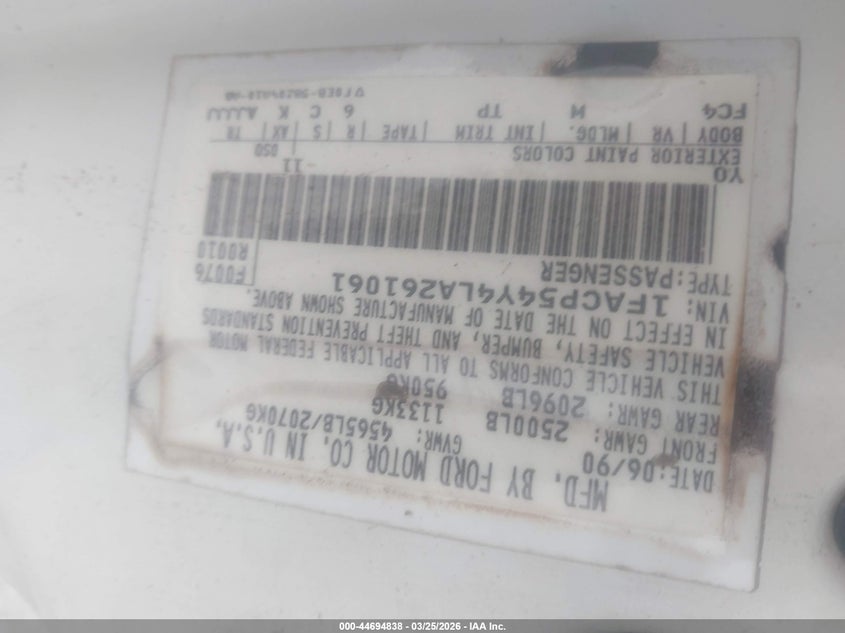 MFD. BY FORD MOTOR CO. IN U.S.A.
DATE: 06/90 GVWR: 4565LB/2070KG
FRONT GAWR: 2500LB 1133KG
REAR GAWR: 2096LB 950KG
THIS VEHICLE CONFORMS TO ALL APPLICABLE FEDERAL MOTOR
VEHICLE SAFETY, BUMPER, AND THEFT PREVENTION STANDARDS
IN EFFECT ON THE DATE OF MANUFACTURE SHOWN ABOVE.
VIN: 1FACP54Y4LA261061 F0076
TYPE: PASSENGER R0010
YO -11
EXTERIOR PAINT COLORS DSO
BODY | VR | MLDG. | INT TRIM | TAPE | R | S | AX | TR
FC4 M TP 6 C K
000-44694838 - 03/25/2026 - IAA Inc.